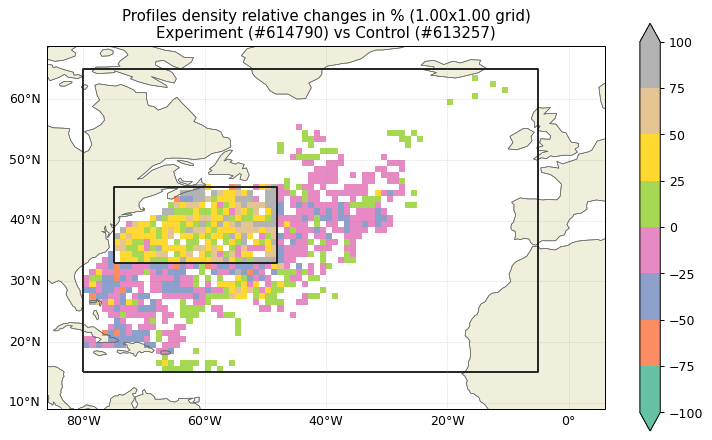 Profiles density relative changes in % (1.00x1.00 grid)
Experiment (#614790) vs Control (#613257)
100
75
50
25
0
−25
−50
−75
−100
60°N
50°N
40°N
30°N
20°N
10°N
80°W
60°W
40°W
20°W
0°